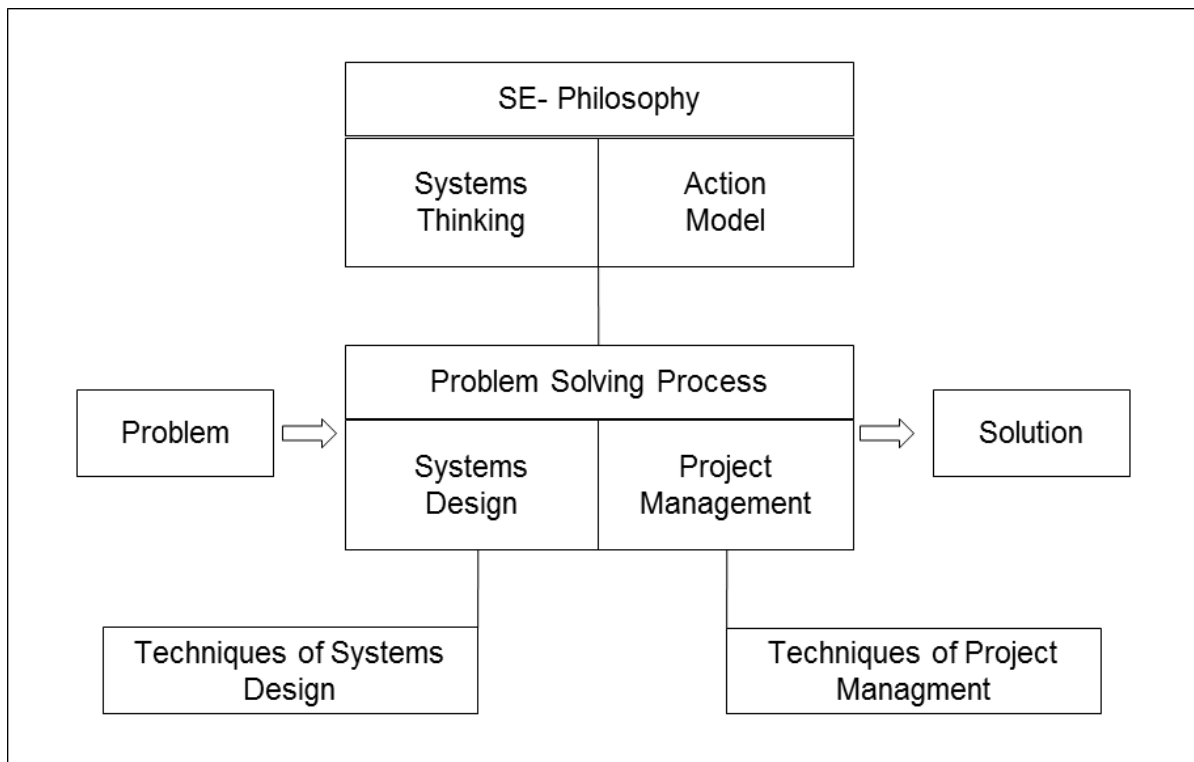 SE- Philosophy
Systems
Thinking
Action
Model
Problem Solving Process
Problem
Systems
Design
Project
Management
Solution
Techniques of Systems
Design
Techniques of Project
Managment